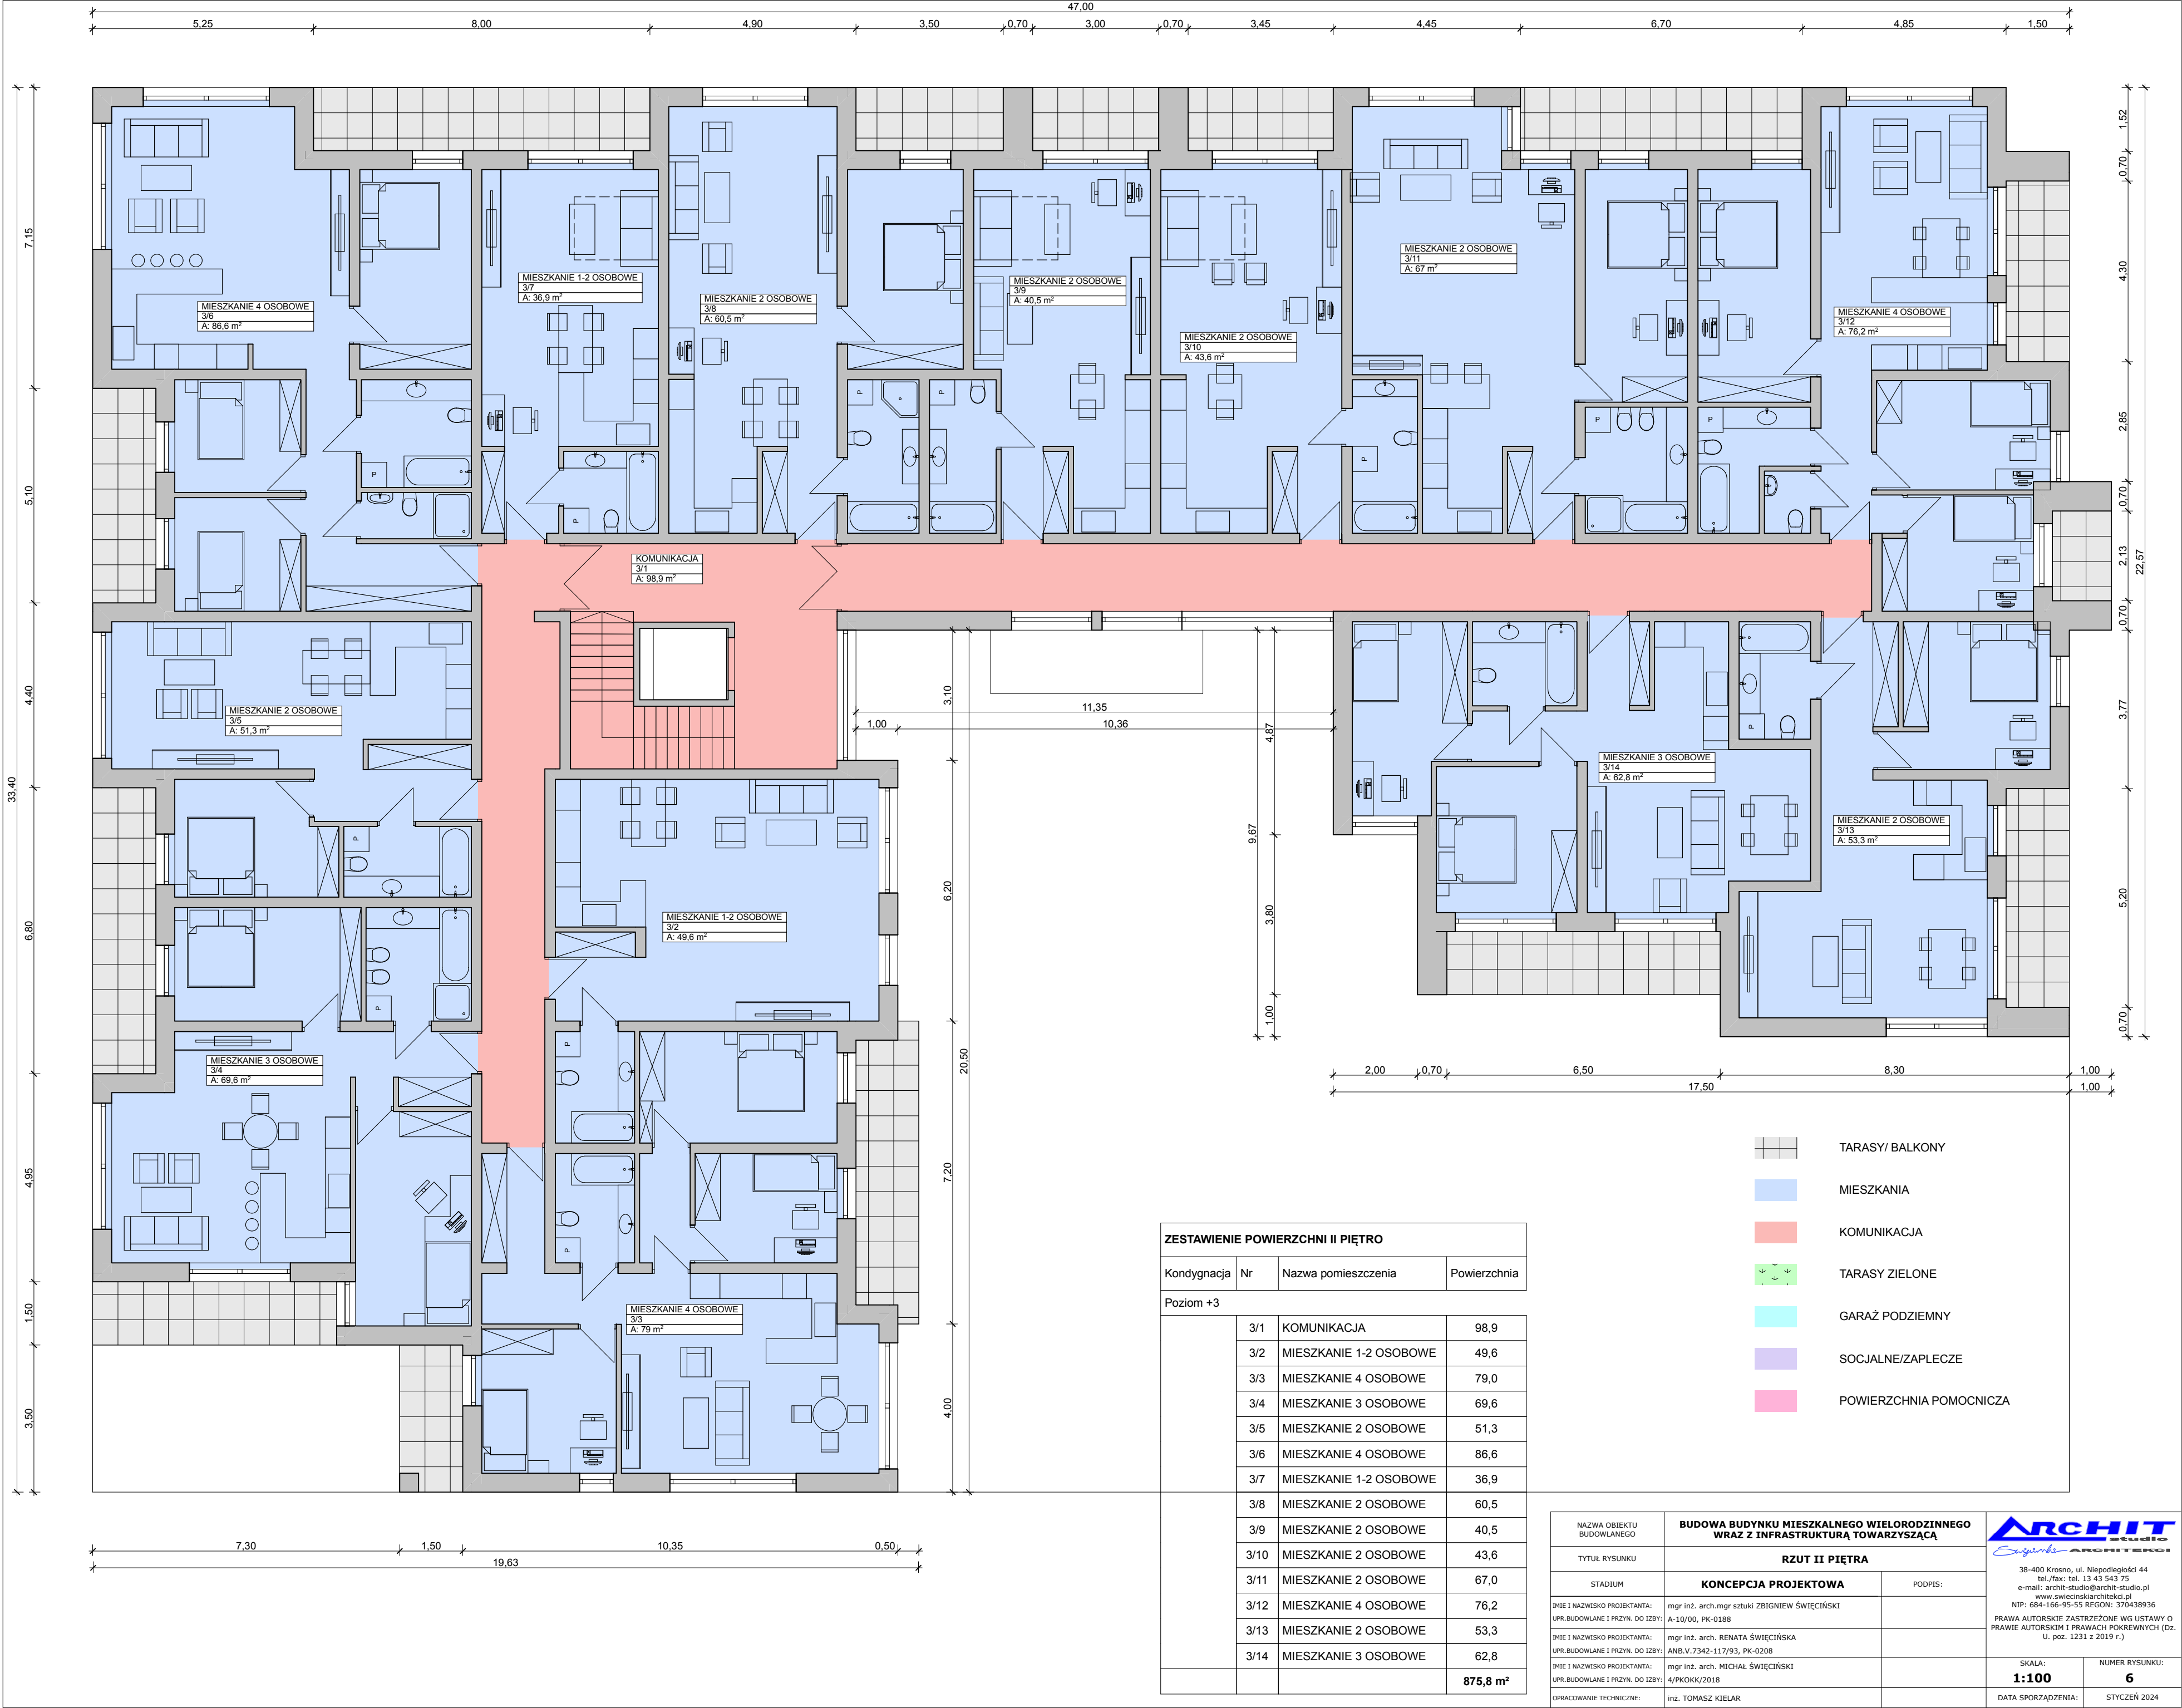 47,00
5,25 8,00 4,90 3,50 0,70 3,00 0,70 3,45 4,45 6,70 4,85 1,50
33,40
7,15
5,10
4,40
6,80
4,95
1,50
3,50
1,52
0,70
4,30
2,85
0,70
2,13
0,70
3,77
5,20
0,70
22,57
MIESZKANIE 4 OSOBOWE
3/6
A: 86,6 m²
MIESZKANIE 1-2 OSOBOWE
3/7
A: 36,9 m²
MIESZKANIE 2 OSOBOWE
3/8
A: 60,5 m²
MIESZKANIE 2 OSOBOWE
3/9
A: 40,5 m²
MIESZKANIE 2 OSOBOWE
3/10
A: 43,6 m²
MIESZKANIE 2 OSOBOWE
3/11
A: 67 m²
MIESZKANIE 4 OSOBOWE
3/12
A: 76,2 m²
P
P
P
P
P
P
P
KOMUNIKACJA
3/1
A: 98,9 m²
MIESZKANIE 2 OSOBOWE
3/5
A: 51,3 m²
P
3,10
11,35
1,00 10,36
4,87
9,67
3,80
1,00
P
MIESZKANIE 3 OSOBOWE
3/14
A: 62,8 m²
MIESZKANIE 2 OSOBOWE
3/13
A: 53,3 m²
MIESZKANIE 1-2 OSOBOWE
3/2
A: 49,6 m²
6,20
20,50
7,20
4,00
P
P
P
MIESZKANIE 3 OSOBOWE
3/4
A: 69,6 m²
MIESZKANIE 4 OSOBOWE
3/3
A: 79 m²
2,00 0,70 6,50 8,30 1,00
17,50 1,00
7,30 1,50 10,35 0,50
19,63
TARASY/ BALKONY
MIESZKANIA
KOMUNIKACJA
TARASY ZIELONE
GARAŻ PODZIEMNY
SOCJALNE/ZAPLECZE
POWIERZCHNIA POMOCNICZA
ZESTAWIENIE POWIERZCHNI II PIĘTRO
Kondygnacja Nr Nazwa pomieszczenia Powierzchnia
Poziom +3
3/1 KOMUNIKACJA 98,9
3/2 MIESZKANIE 1-2 OSOBOWE 49,6
3/3 MIESZKANIE 4 OSOBOWE 79,0
3/4 MIESZKANIE 3 OSOBOWE 69,6
3/5 MIESZKANIE 2 OSOBOWE 51,3
3/6 MIESZKANIE 4 OSOBOWE 86,6
3/7 MIESZKANIE 1-2 OSOBOWE 36,9
3/8 MIESZKANIE 2 OSOBOWE 60,5
3/9 MIESZKANIE 2 OSOBOWE 40,5
3/10 MIESZKANIE 2 OSOBOWE 43,6
3/11 MIESZKANIE 2 OSOBOWE 67,0
3/12 MIESZKANIE 4 OSOBOWE 76,2
3/13 MIESZKANIE 2 OSOBOWE 53,3
3/14 MIESZKANIE 3 OSOBOWE 62,8
875,8 m²
NAZWA OBIEKTU
BUDOWLANEGO
BUDOWA BUDYNKU MIESZKALNEGO WIELORODZINNEGO
WRAZ Z INFRASTRUKTURĄ TOWARZYSZĄCĄ
TYTUŁ RYSUNKU RZUT II PIĘTRA
STADIUM KONCEPCJA PROJEKTOWA PODPIS:
IMIE I NAZWISKO PROJEKTANTA: mgr inż. arch.mgr sztuki ZBIGNIEW ŚWIĘCIŃSKI
UPR.BUDOWLANE I PRZYN. DO IZBY: A-10/00, PK-0188
IMIE I NAZWISKO PROJEKTANTA: mgr inż. arch. RENATA ŚWIĘCIŃSKA
UPR.BUDOWLANE I PRZYN. DO IZBY: ANB.V.7342-117/93, PK-0208
IMIE I NAZWISKO PROJEKTANTA: mgr inż. arch. MICHAŁ ŚWIĘCIŃSKI
UPR.BUDOWLANE I PRZYN. DO IZBY: 4/PKOKK/2018
OPRACOWANIE TECHNICZNE: inż. TOMASZ KIELAR
ARCHIT
studio
Święciński ARCHITEKCI
38-400 Krosno, ul. Niepodległości 44
tel./fax: tel. 13 43 543 75
e-mail: archit-studio@archit-studio.pl
www.swiecinskiarchitekci.pl
NIP: 684-166-95-55 REGON: 370438936
PRAWA AUTORSKIE ZASTRZEŻONE WG USTAWY O
PRAWIE AUTORSKIM I PRAWACH POKREWNYCH (Dz.
U. poz. 1231 z 2019 r.)
SKALA: NUMER RYSUNKU:
1:100 6
DATA SPORZĄDZENIA: STYCZEŃ 2024